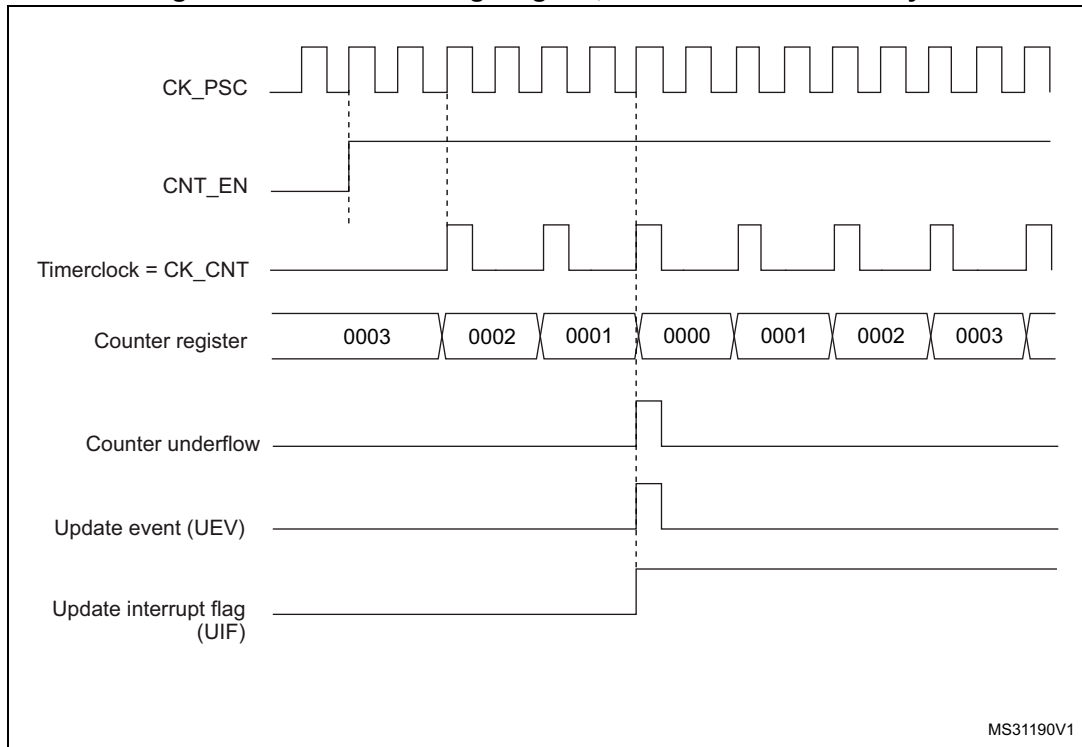 CK_PSC
CNT_EN
Timerclock = CK_CNT
Counter register
0003 0002 0001 0000 0001 0002 0003
Counter underflow
Update event (UEV)
Update interrupt flag
(UIF)
MS31190V1